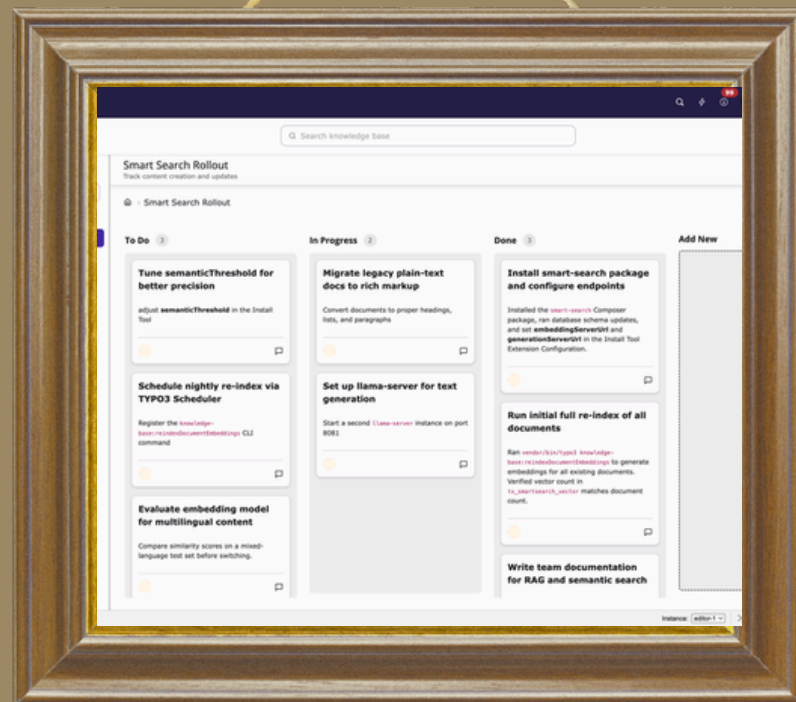 99
Search knowledge base
Smart Search Rollout
Track content creation and updates
Smart Search Rollout
To Do 3
Tune semanticThreshold for
better precision
adjust semanticThreshold in the Install
Tool
Schedule nightly re-index via
TYPO3 Scheduler
Register the knowledge-
base:reindexDocumentEmbeddings CLI
command
Evaluate embedding model
for multilingual content
Compare similarity scores on a mixed-
language test set before switching.
In Progress 2
Migrate legacy plain-text
docs to rich markup
Convert documents to proper headings,
lists, and paragraphs
Set up llama-server for text
generation
Start a second llama-server instance on port
8081
Done 3
Install smart-search package
and configure endpoints
Installed the smart-search Composer
package, ran database schema updates,
and set embeddingServerUrl and
generationServerUrl in the Install Tool
Extension Configuration.
Run initial full re-index of all
documents
Ran vendor/bin/typo3 knowledge-
base:reindexDocumentEmbeddings to generate
embeddings for all existing documents.
Verified vector count in
tx_smartsearch_vector matches document
count.
Write team documentation
for RAG and semantic search
Add New
Instance: editor-1